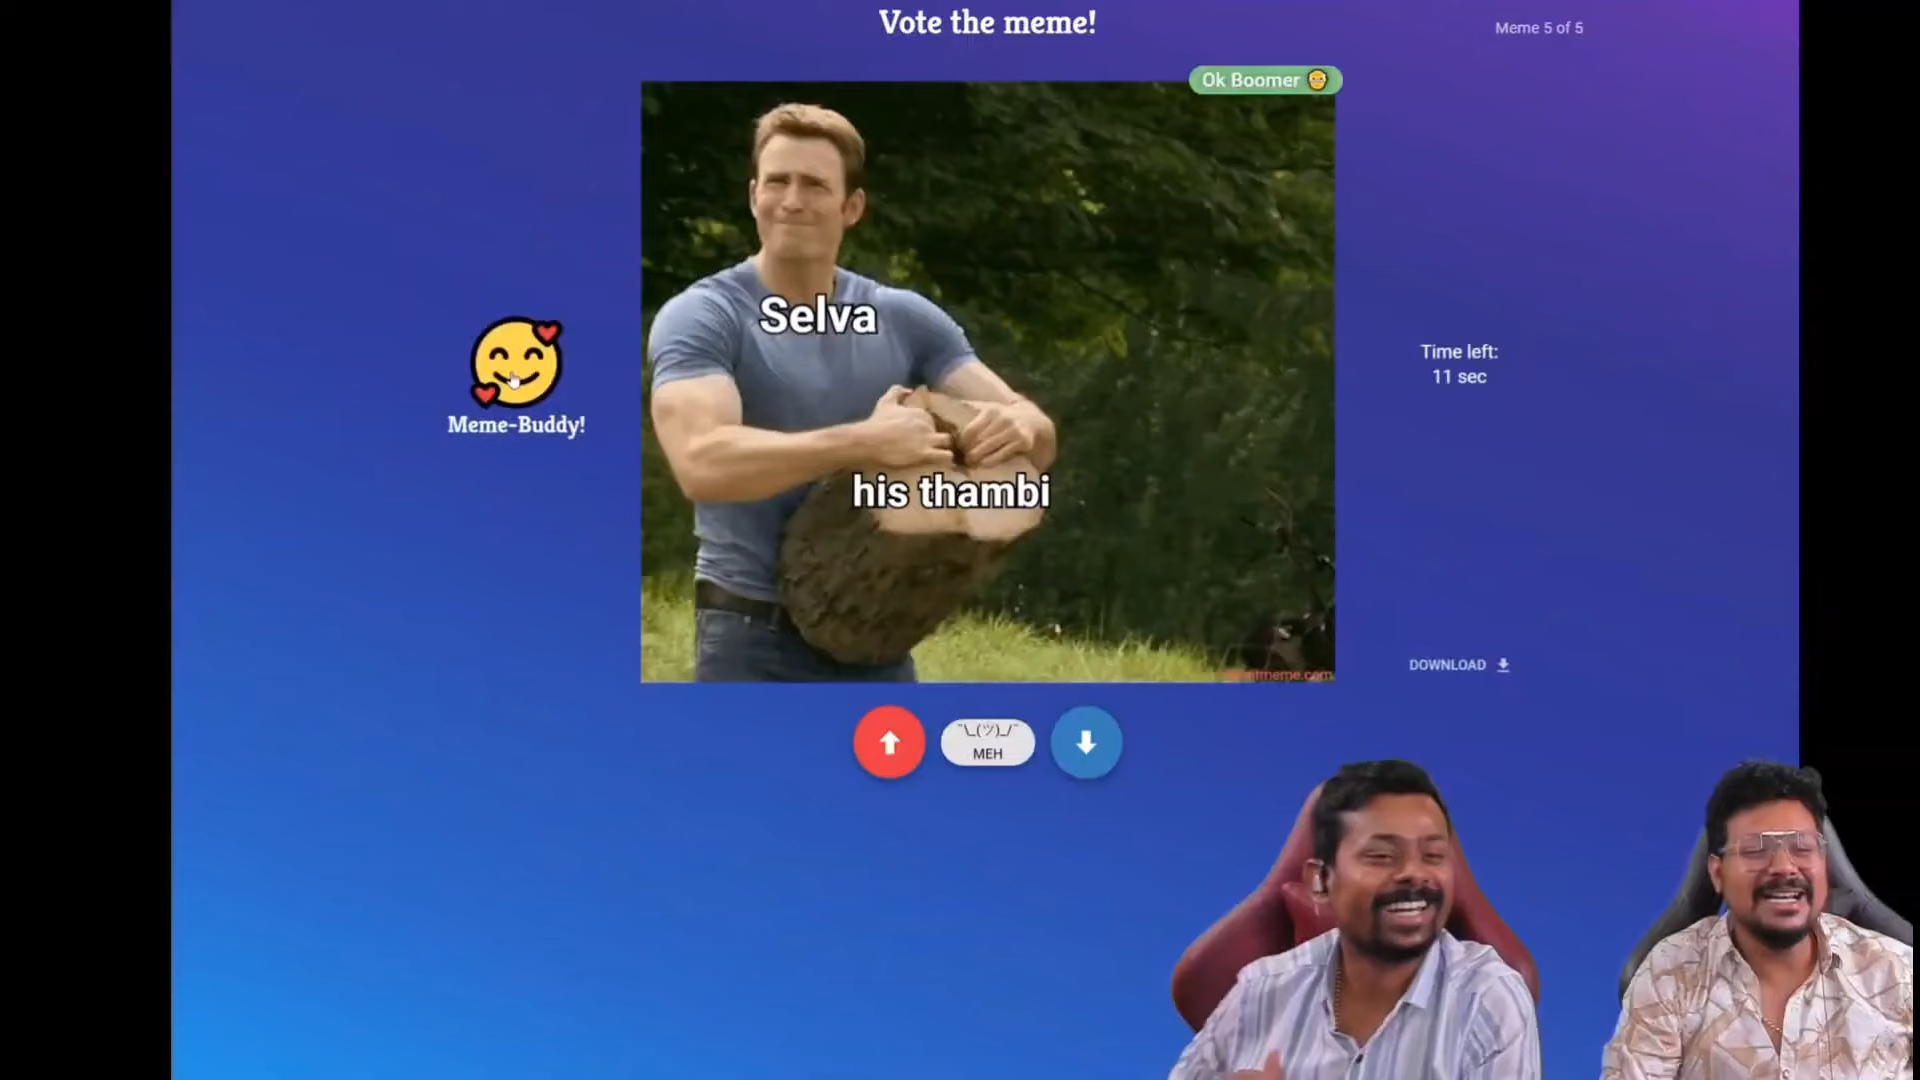 Vote the meme!
Meme 5 of 5
Ok Boomer
Selva
his thambi
Meme-Buddy!
Time left:
11 sec
DOWNLOAD
¯\_(ツ)_/¯
MEH